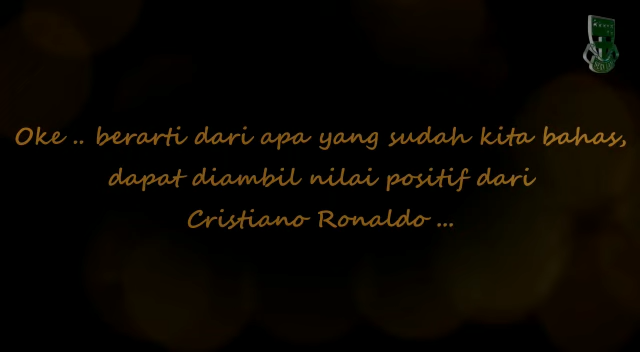 Oke .. berarti dari apa yang sudah kita bahas,
dapat diambil nilai positif dari
Cristiano Ronaldo ...